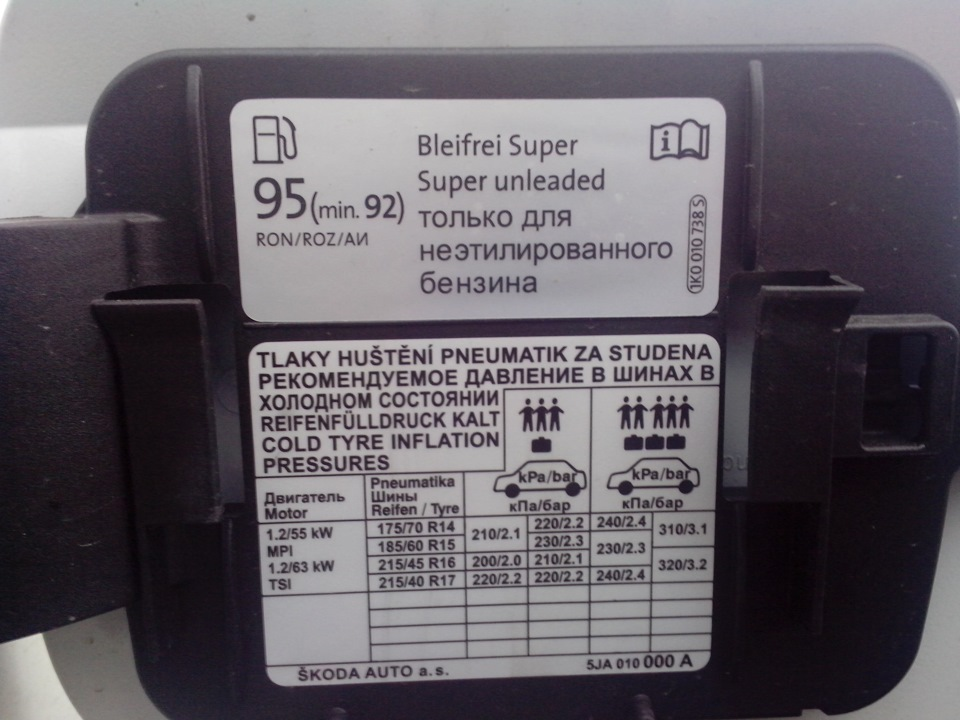 Bleifrei Super
95 (min. 92) Super unleaded
RON/ROZ/АИ
только для
неэтилированного
бензина
1K0 010 738 S
TLAKY HUŠTĚNÍ PNEUMATIK ZA STUDENA
РЕКОМЕНДУЕМОЕ ДАВЛЕНИЕ В ШИНАХ В
ХОЛОДНОМ СОСТОЯНИИ
REIFENFÜLLDRUCK KALT
COLD TYRE INFLATION
PRESSURES
kPa/bar kPa/bar
кПа/бар кПа/бар
Двигатель
Motor
Pneumatika
Шины
Reifen / Tyre
1.2/55 kW
MPI
1.2/63 kW
TSI
175/70 R14 210/2.1 220/2.2 240/2.4 310/3.1
185/60 R15 230/2.3 230/2.3
215/45 R16 200/2.0 210/2.1 320/3.2
215/40 R17 220/2.2 220/2.2 240/2.4
ŠKODA AUTO a.s. 5JA 010 000 A